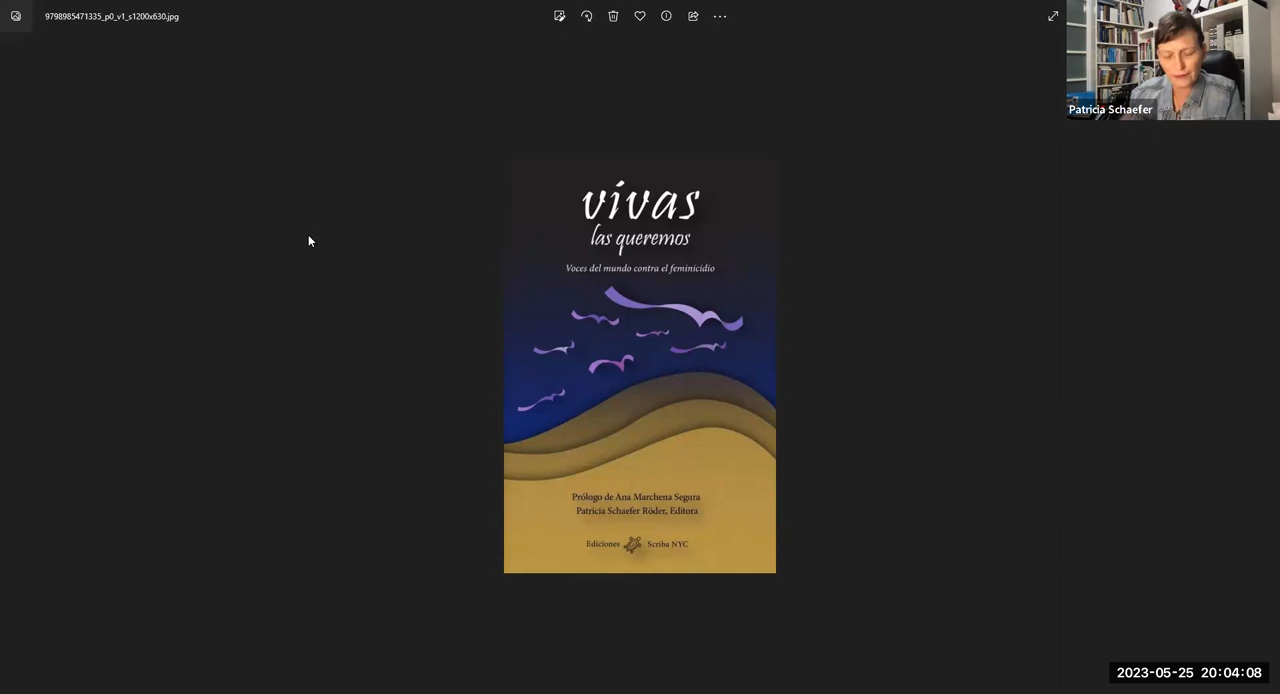 9798985471335_p0_v1_s1200x630.jpg
Patricia Schaefer
vivas
las queremos
Voces del mundo contra el feminicidio
Prólogo de Ana Marchena Segura
Patricia Schaefer Röder, Editora
Ediciones Scriba NYC
2023-05-25 20:04:08